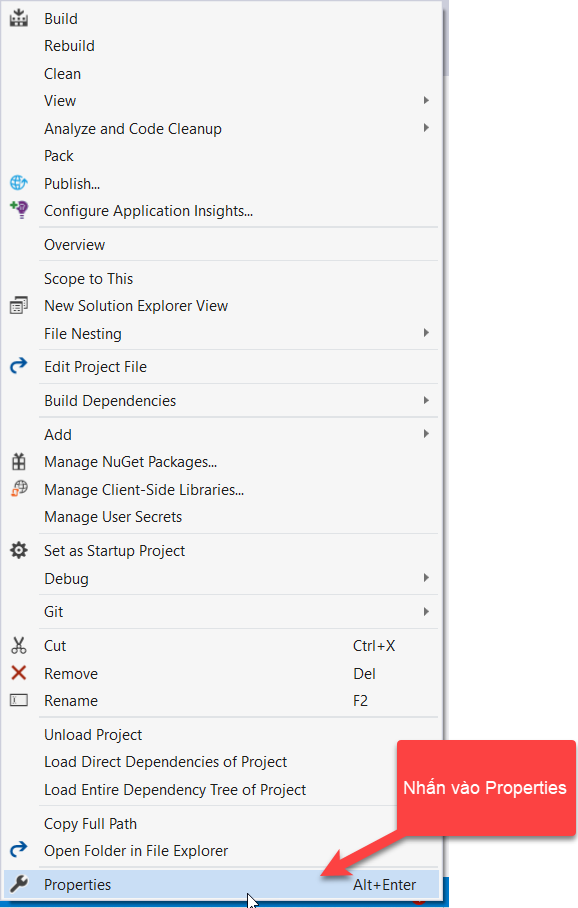 Build
Rebuild
Clean
View
Analyze and Code Cleanup
Pack
Publish...
Configure Application Insights...
Overview
Scope to This
New Solution Explorer View
File Nesting
Edit Project File
Build Dependencies
Add
Manage NuGet Packages...
Manage Client-Side Libraries...
Manage User Secrets
Set as Startup Project
Debug
Git
Cut Ctrl+X
Remove Del
Rename F2
Unload Project
Load Direct Dependencies of Project
Load Entire Dependency Tree of Project
Nhấn vào Properties
Copy Full Path
Open Folder in File Explorer
Properties Alt+Enter